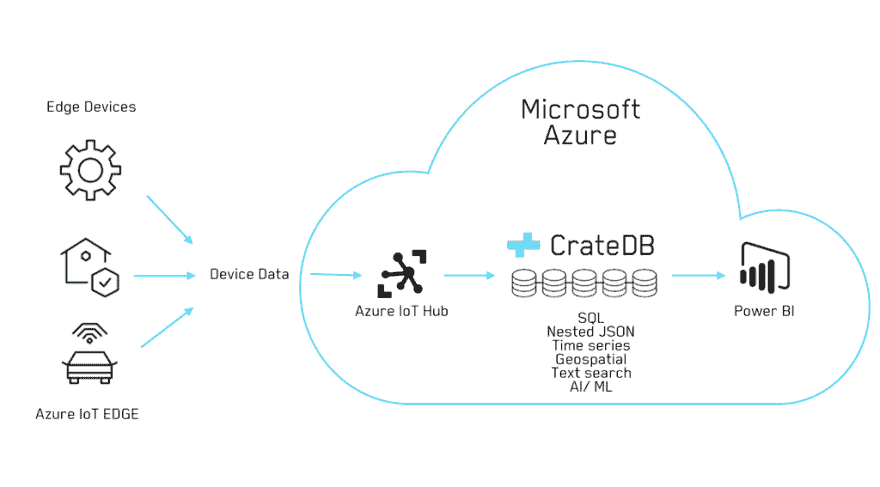 Edge Devices
Azure IoT EDGE
Device Data
Microsoft
Azure
Azure IoT Hub
CrateDB
SQL
Nested JSON
Time series
Geospatial
Text search
AI/ ML
Power BI